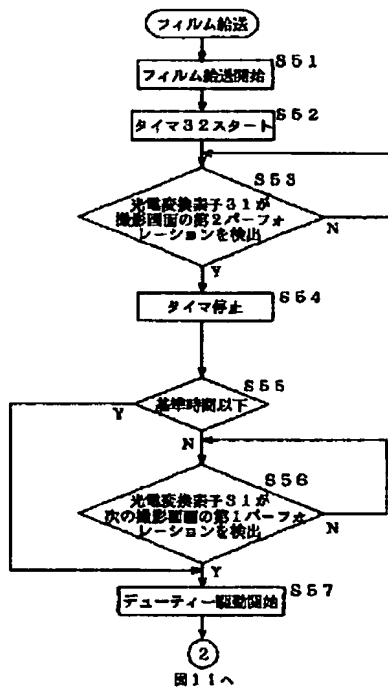 フィルム給送
S51
フィルム給送開始
S52
タイマ32スタート
S53
光電変換素子31が
撮影画面の第2パーフォ
レーションを検出
N
Y
S54
タイマ停止
S55
基準時間以下
Y
N
S56
光電変換素子31が
次の撮影画面の第1パーフォ
レーションを検出
N
Y
S57
デューティー駆動開始
2
図11へ